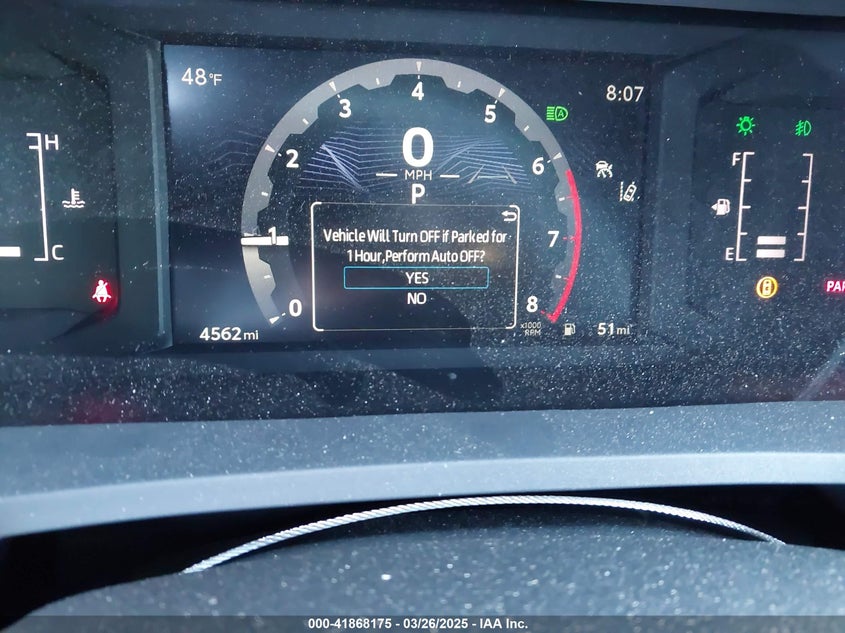 48°F
8:07
0
1
2
3
4
5
6
7
8
x1000
RPM
0
MPH
P
Vehicle Will Turn OFF if Parked for
1 Hour,Perform Auto OFF?
YES
NO
4562 mi
51 mi
H
C
F
E
A
PAR
000-41868175 - 03/26/2025 - IAA Inc.